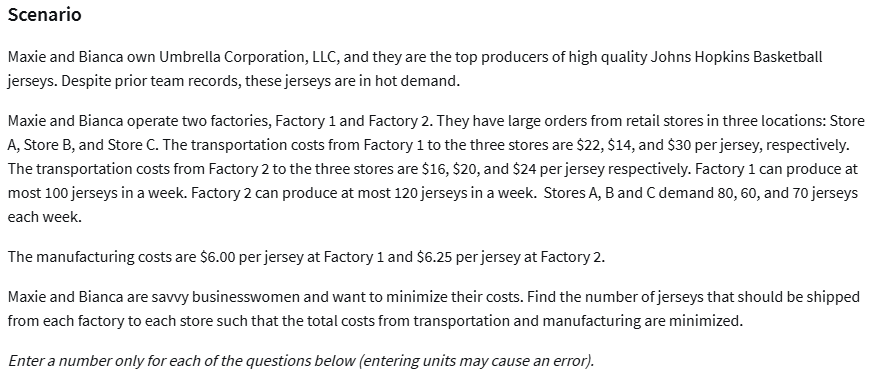 Scenario
Maxie and Bianca own Umbrella Corporation, LLC, and they are the top producers of high quality Johns Hopkins Basketball
jerseys. Despite prior team records, these jerseys are in hot demand.
Maxie and Bianca operate two factories, Factory 1 and Factory 2. They have large orders from retail stores in three locations: Store
A, Store B, and Store C. The transportation costs from Factory 1 to the three stores are $22, $14, and $30 per jersey, respectively.
The transportation costs from Factory 2 to the three stores are $16, $20, and $24 per jersey respectively. Factory 1 can produce at
most 100 jerseys in a week. Factory 2 can produce at most 120 jerseys in a week.  Stores A, B and C demand 80, 60, and 70 jerseys
each week.
The manufacturing costs are $6.00 per jersey at Factory 1 and $6.25 per jersey at Factory 2.
Maxie and Bianca are savvy businesswomen and want to minimize their costs. Find the number of jerseys that should be shipped
from each factory to each store such that the total costs from transportation and manufacturing are minimized.
Enter a number only for each of the questions below (entering units may cause an error).